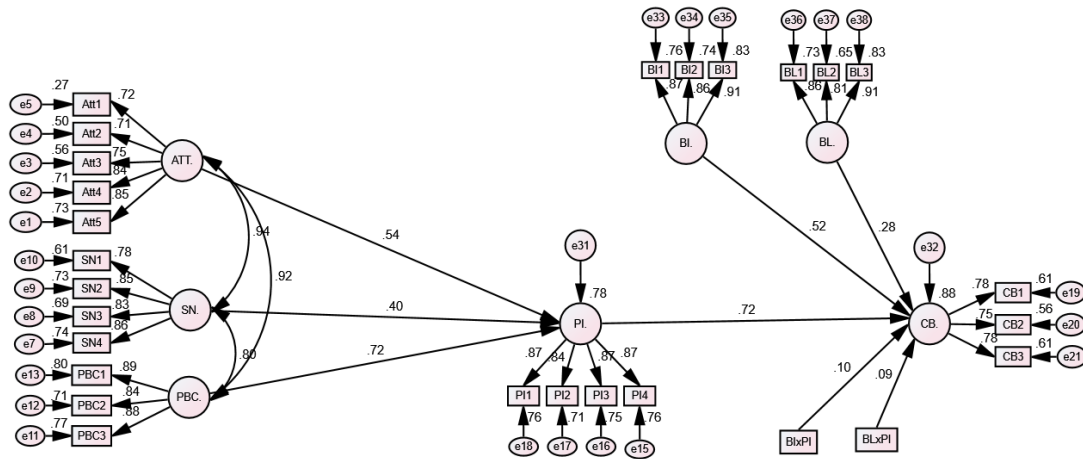 e33 e34 e35 e36 e37 e38
.76 .74 .83 .73 .65 .83
BI1 BI2 BI3 BL1 BL2 BL3
.87 .86 .91 .86 .81 .91
BI. BL.
.27 .72
e5 Att1
.50 .71
e4 Att2
.56 .75
e3 Att3
.71 .84
e2 Att4
.73 .85
e1 Att5
ATT.
.94
.92
.54
.52
.28
e31
e32
.61 .78
e10 SN1
.73 .85
e9 SN2
.69 .83
e8 SN3
.74 .86
e7 SN4
SN.
.40
.80
.78
PI.
.72
.88
CB.
.78 CB1 .61 e19
.75 CB2 .56 e20
.78 CB3 .61 e21
.72
.80 .89
e13 PBC1
.71 .84
e12 PBC2
.77 .88
e11 PBC3
PBC.
.87 .84 .87 .87
PI1 PI2 PI3 PI4
.76 .71 .75 .76
e18 e17 e16 e15
.10 .09
BIxPI BLxPI